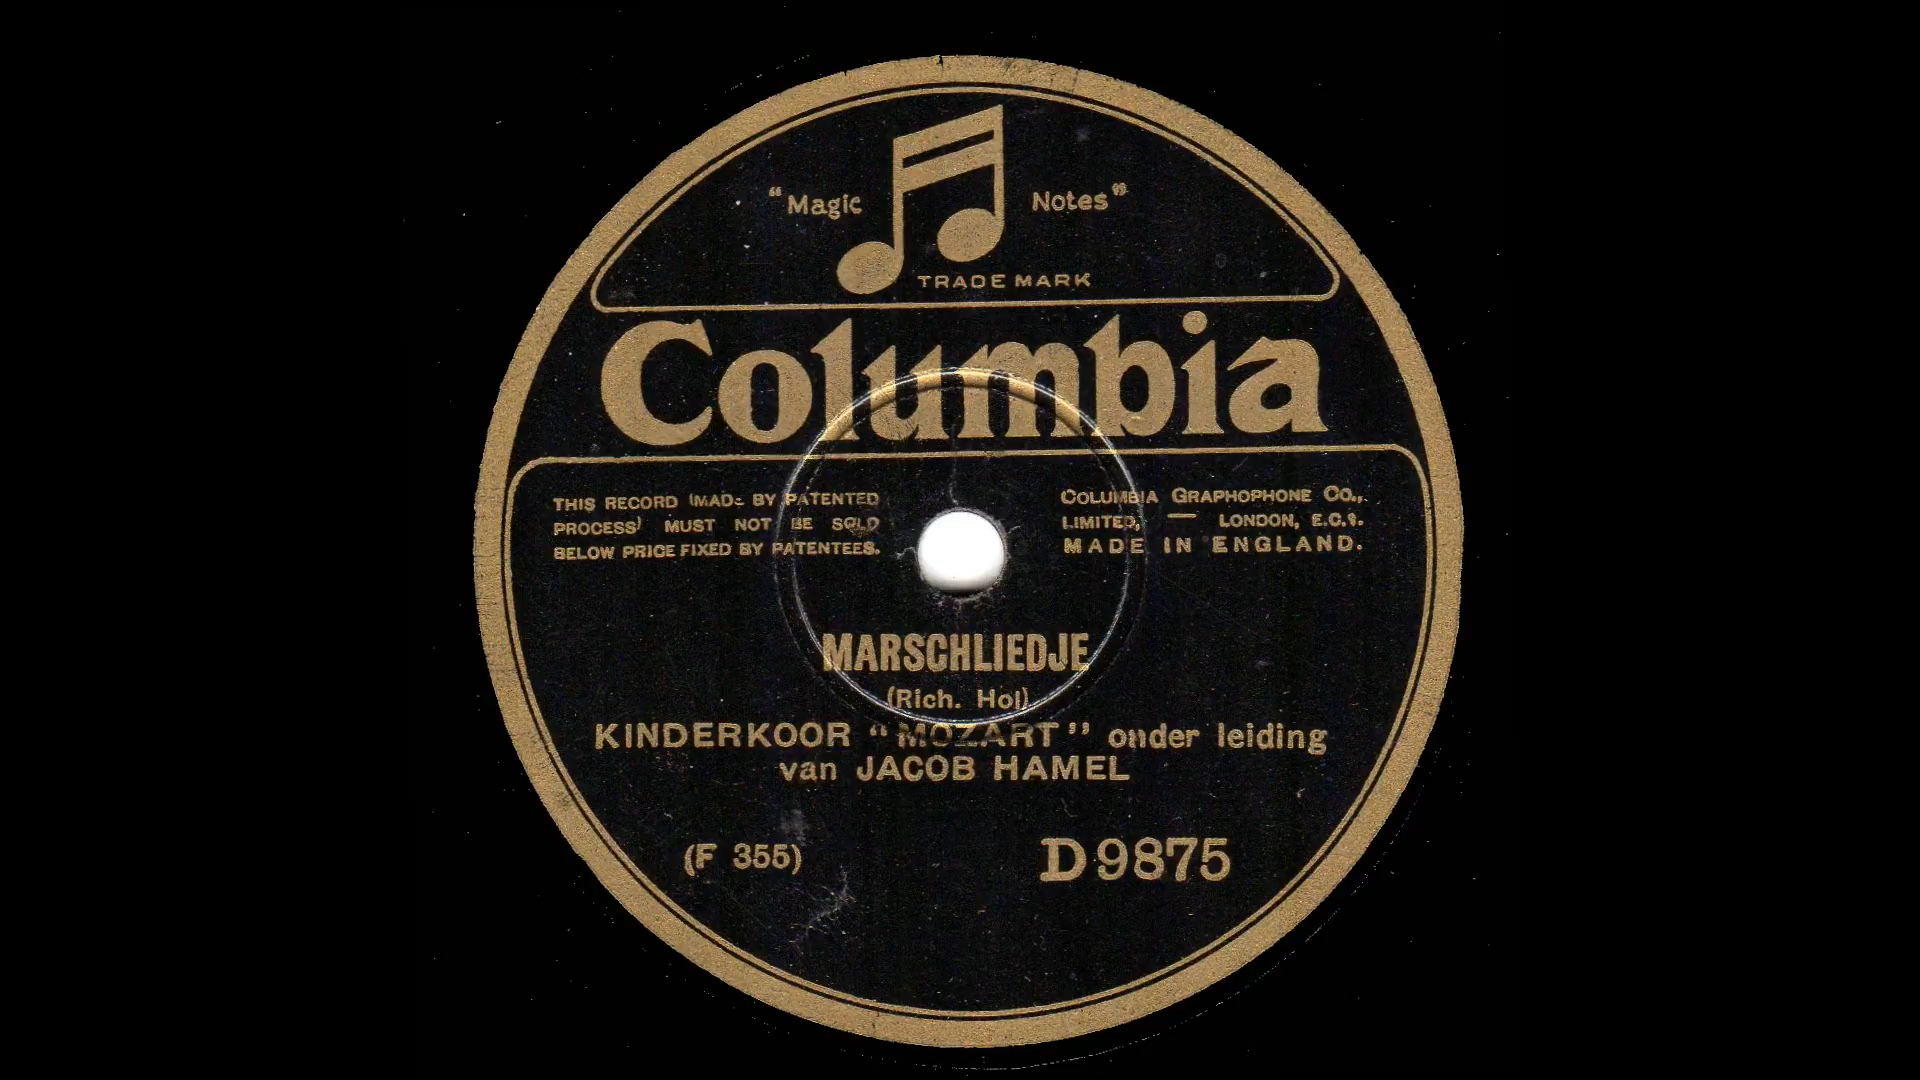 "Magic Notes"
TRADE MARK
Columbia
THIS RECORD (MADE BY PATENTED
PROCESS) MUST NOT BE SOLD
BELOW PRICE FIXED BY PATENTEES.
COLUMBIA GRAPHOPHONE CO.,
LIMITED, — LONDON, E.C.1.
MADE IN ENGLAND.
MARSCHLIEDJE
(Rich. Hol)
KINDERKOOR "MOZART" onder leiding
van JACOB HAMEL
(F 355)
D 9875